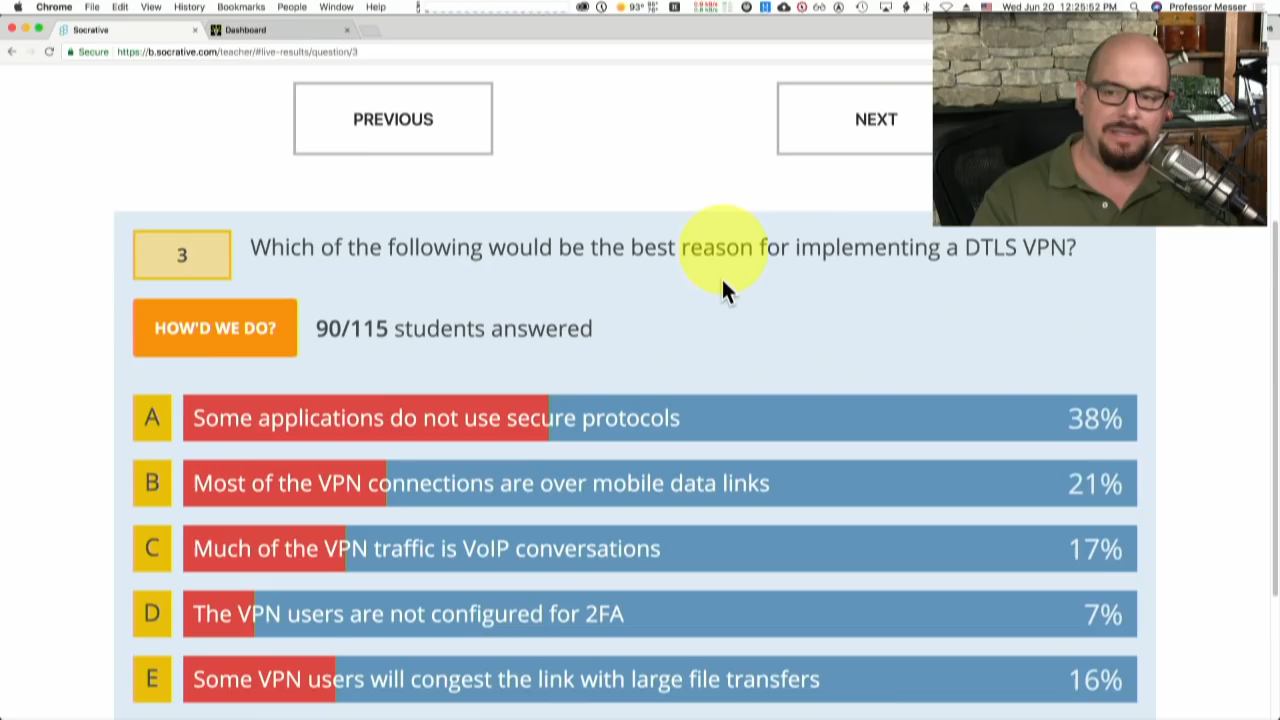 Chrome File Edit View History Bookmarks People Window Help 93° Wed Jun 20 12:25:52 PM Professor Messer
Socrative Dashboard
Secure https://b.socrative.com/teacher/#live-results/question/3
PREVIOUS NEXT
3 Which of the following would be the best reason for implementing a DTLS VPN?
HOW'D WE DO? 90/115 students answered
A Some applications do not use secure protocols 38%
B Most of the VPN connections are over mobile data links 21%
C Much of the VPN traffic is VoIP conversations 17%
D The VPN users are not configured for 2FA 7%
E Some VPN users will congest the link with large file transfers 16%